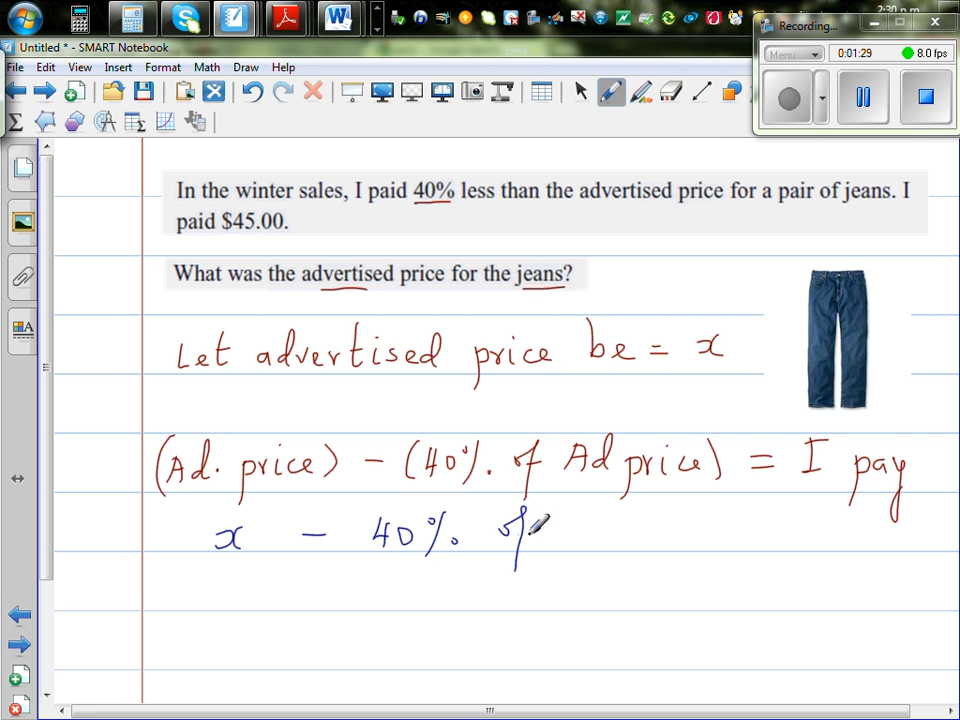 2:30 p.m.
Recording...
Untitled * - SMART Notebook
Menu
0:01:29
8.0 fps
File Edit View Insert Format Math Draw Help
In the winter sales, I paid 40% less than the advertised price for a pair of jeans. I
paid $45.00.
What was the advertised price for the jeans?
Let advertised price be = x
(Ad. price) - (40% of Ad price) = I pay
x - 40% of